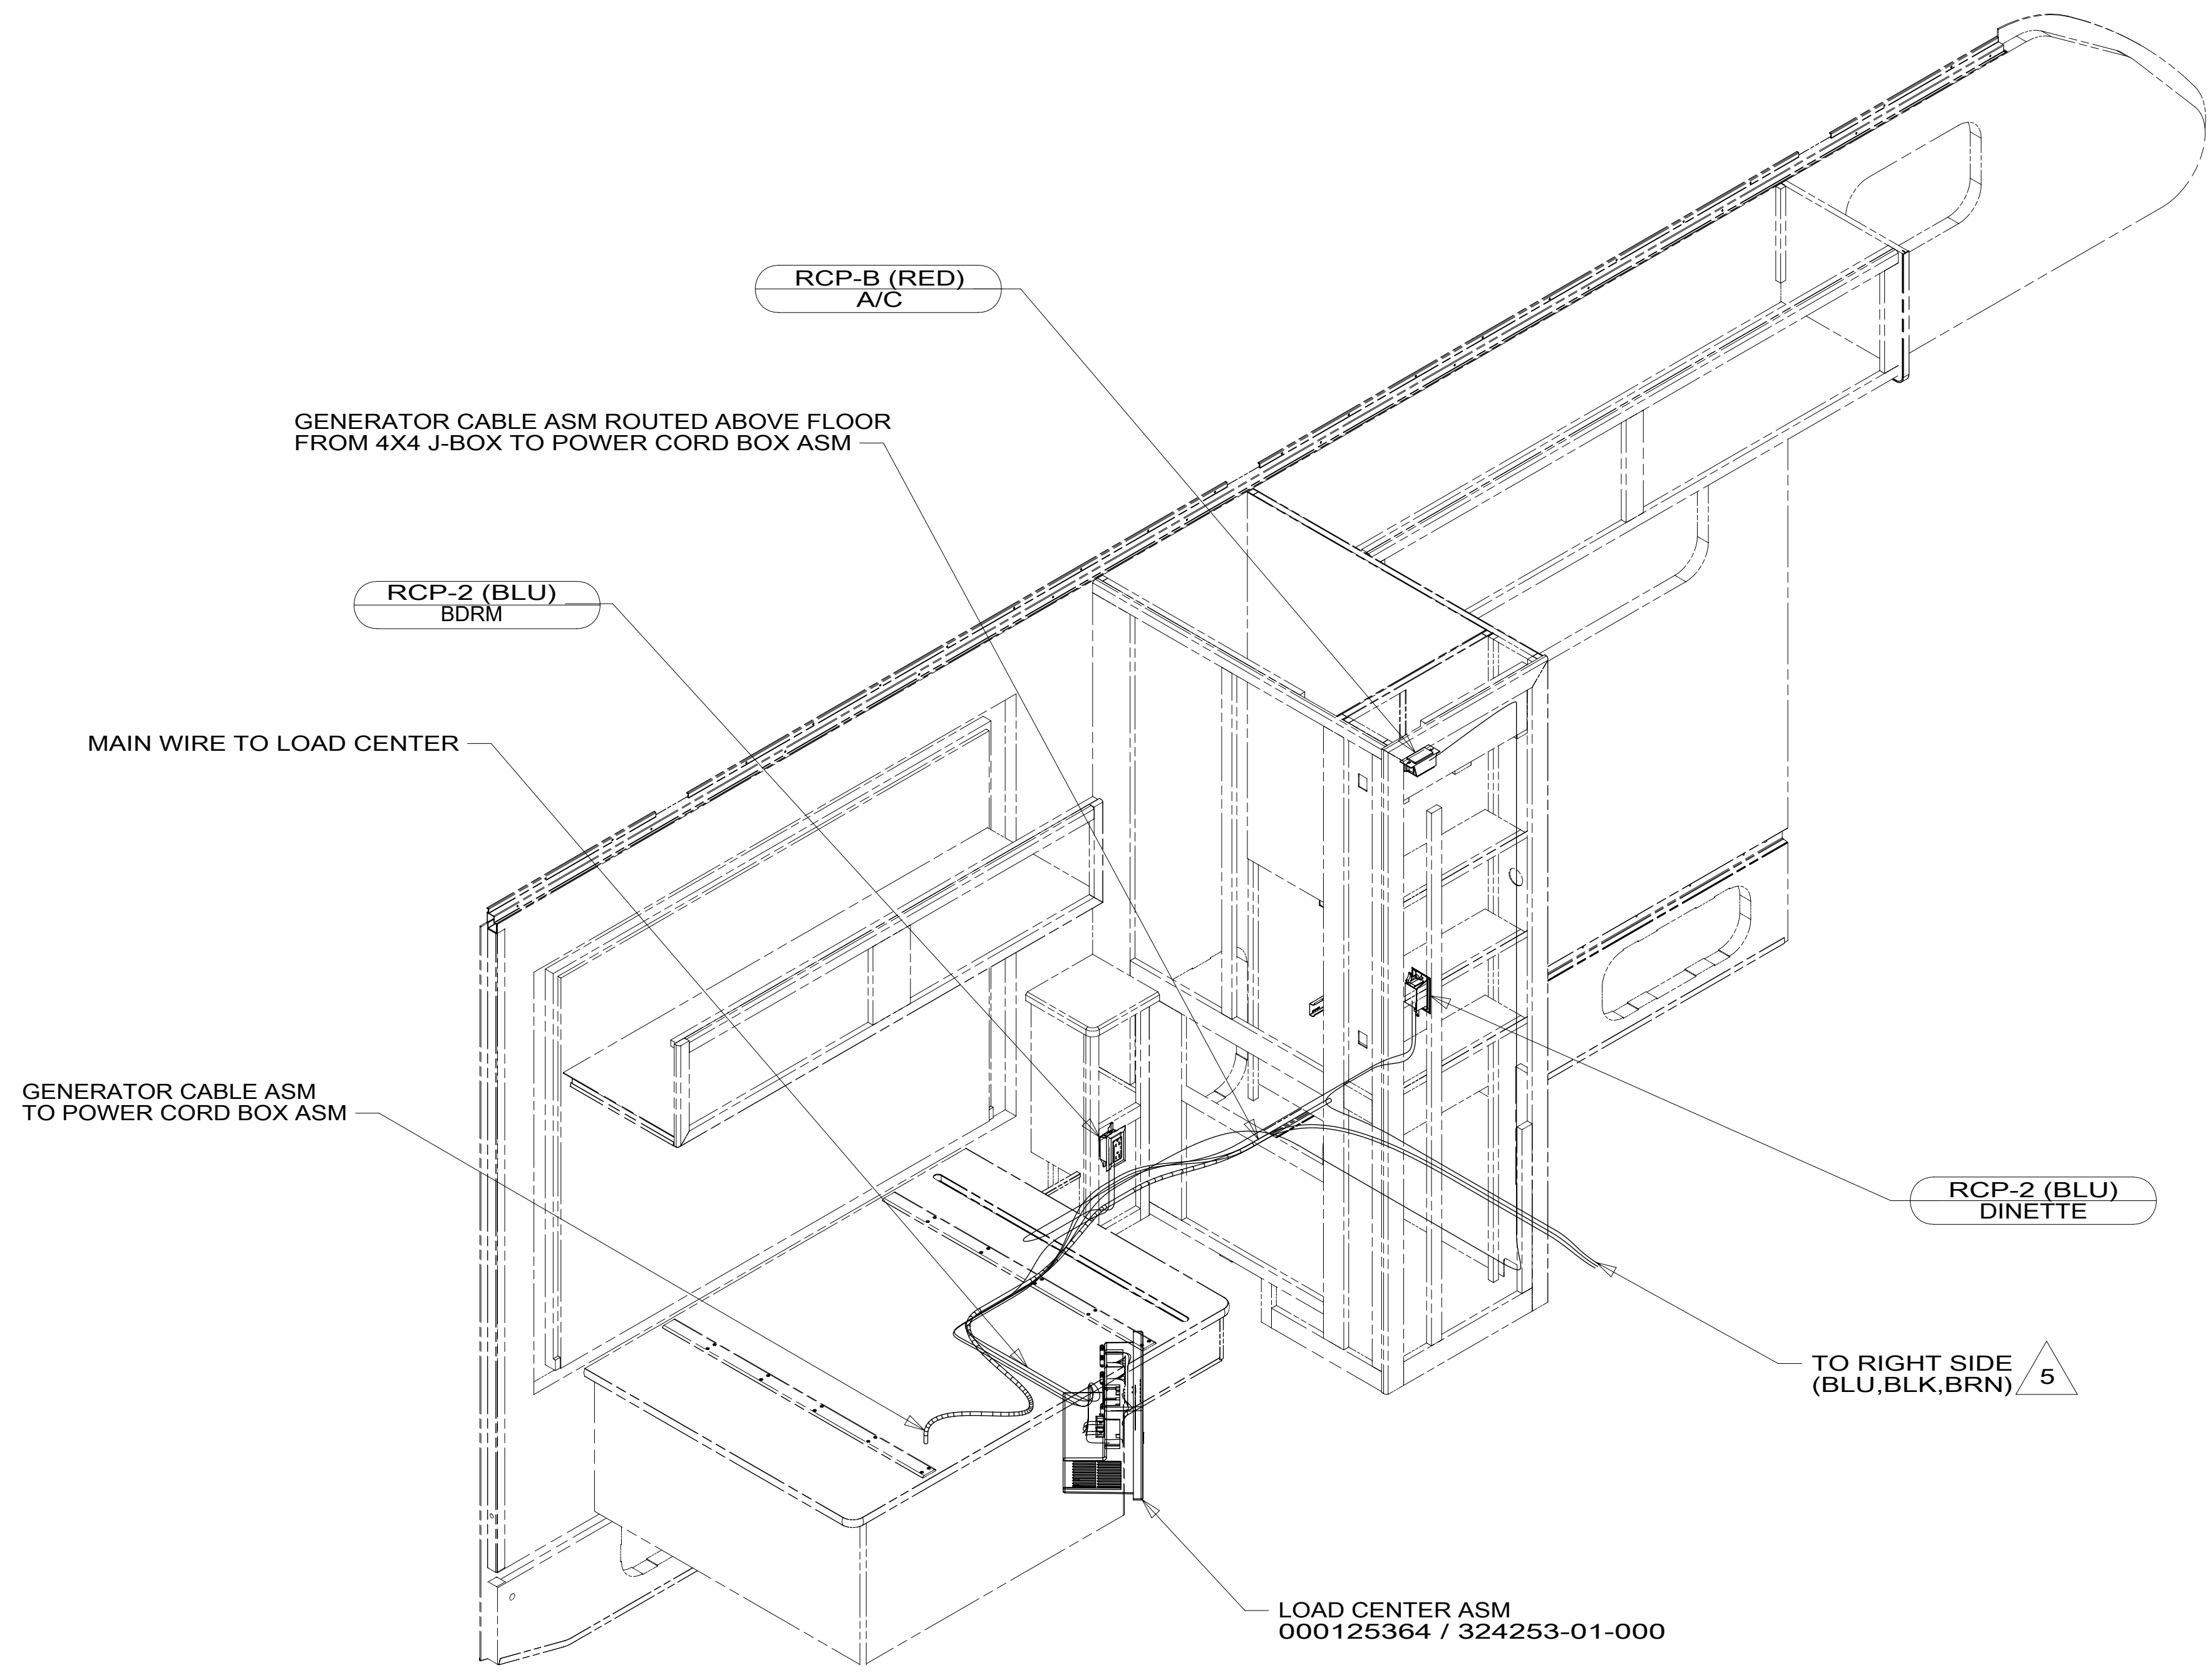 RCP-B (RED)
A/C
GENERATOR CABLE ASM ROUTED ABOVE FLOOR
FROM 4X4 J-BOX TO POWER CORD BOX ASM
RCP-2 (BLU)
BDRM
MAIN WIRE TO LOAD CENTER
GENERATOR CABLE ASM
TO POWER CORD BOX ASM
RCP-2 (BLU)
DINETTE
TO RIGHT SIDE
(BLU,BLK,BRN)
5
LOAD CENTER ASM
000125364 / 324253-01-000